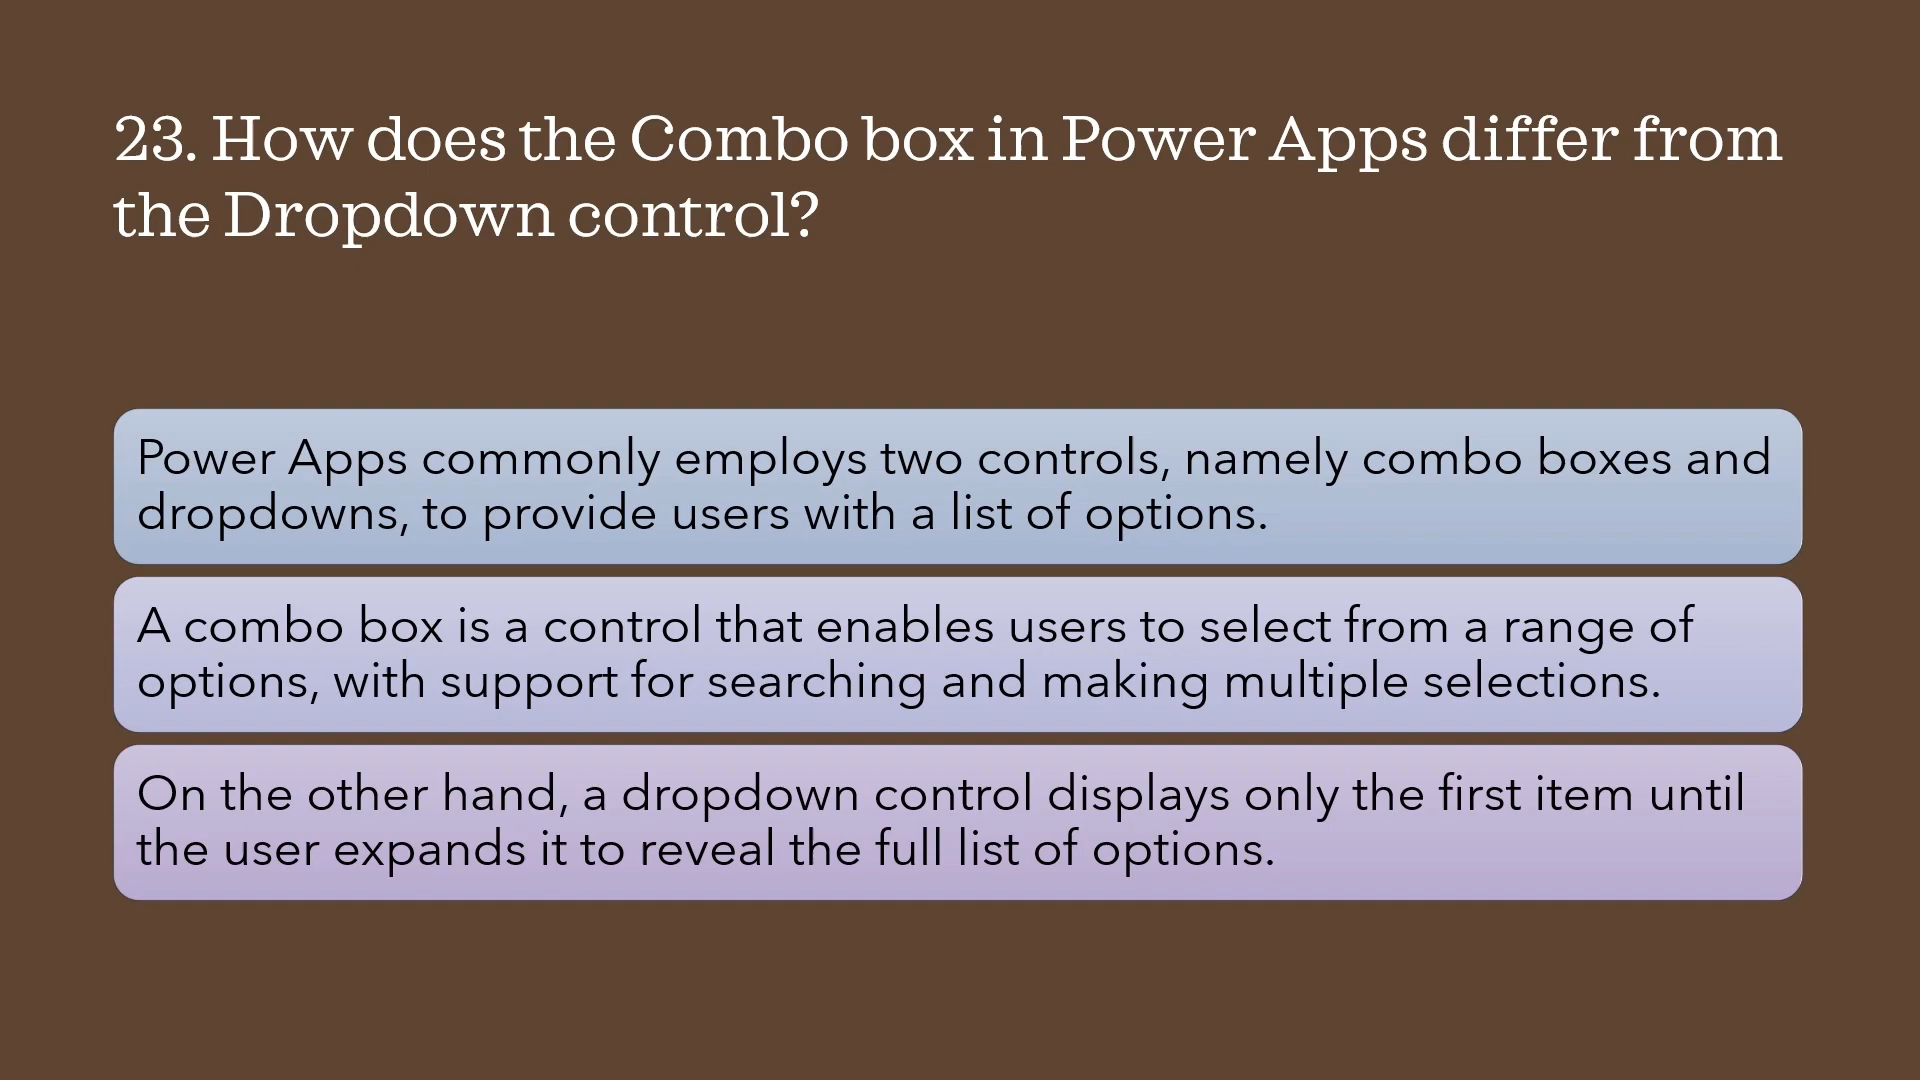 23. How does the Combo box in Power Apps differ from
the Dropdown control?
Power Apps commonly employs two controls, namely combo boxes and
dropdowns, to provide users with a list of options.
A combo box is a control that enables users to select from a range of
options, with support for searching and making multiple selections.
On the other hand, a dropdown control displays only the first item until
the user expands it to reveal the full list of options.